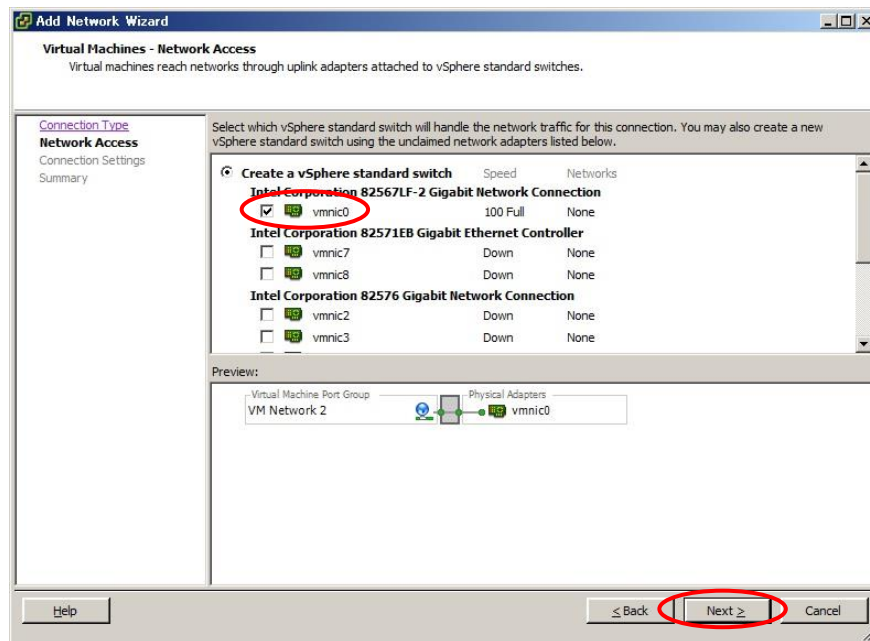 Add Network Wizard
Virtual Machines - Network Access
Virtual machines reach networks through uplink adapters attached to vSphere standard switches.
Connection Type
Network Access
Connection Settings
Summary
Select which vSphere standard switch will handle the network traffic for this connection. You may also create a new
vSphere standard switch using the unclaimed network adapters listed below.
Create a vSphere standard switch Speed Networks
Intel Corporation 82567LF-2 Gigabit Network Connection
vmnic0 100 Full None
Intel Corporation 82571EB Gigabit Ethernet Controller
vmnic7 Down None
vmnic8 Down None
Intel Corporation 82576 Gigabit Network Connection
vmnic2 Down None
vmnic3 Down None
Preview:
Virtual Machine Port Group Physical Adapters
VM Network 2 vmnic0
Help < Back Next > Cancel